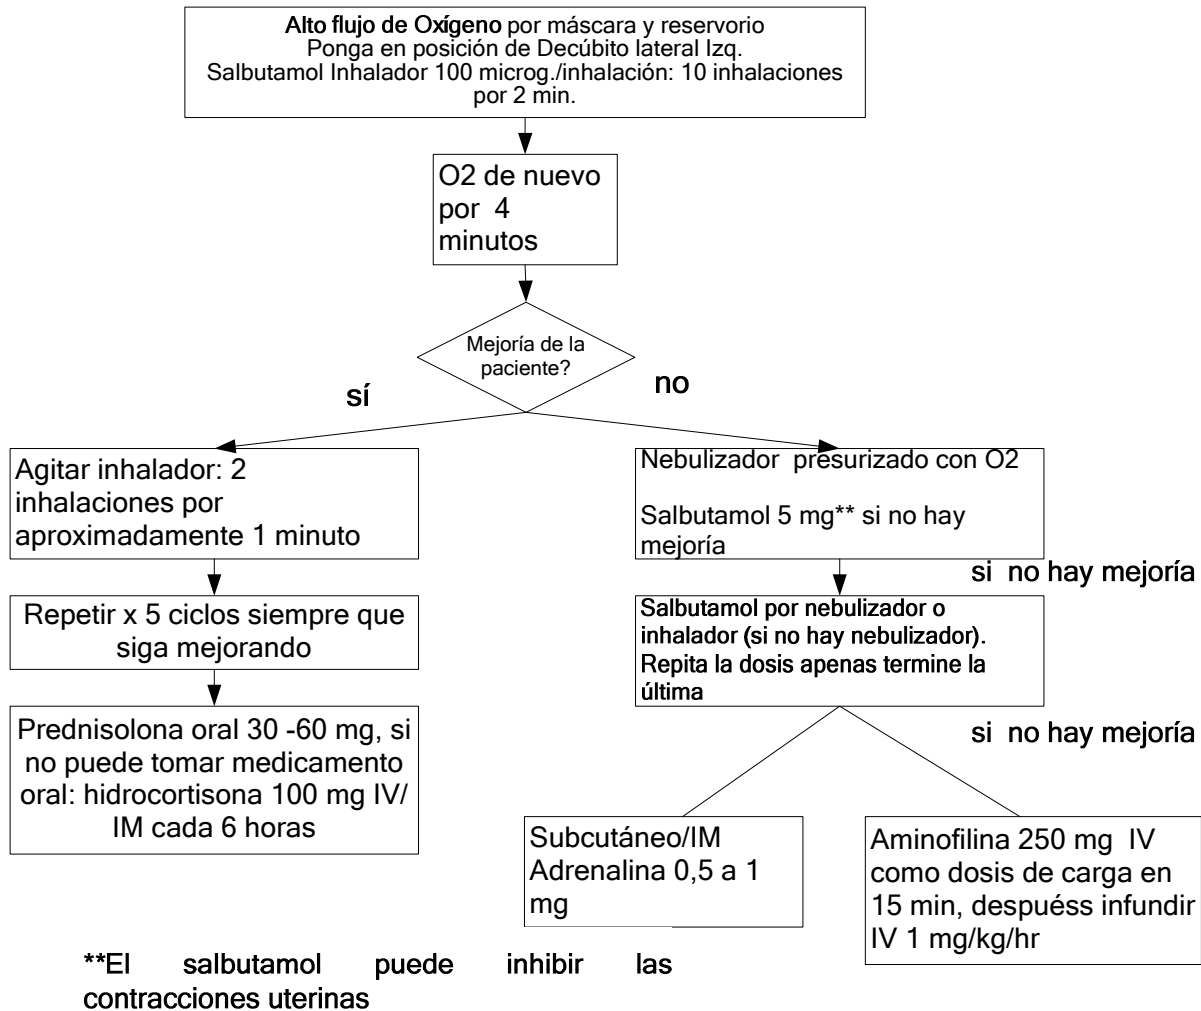 Alto flujo de Oxígeno por máscara y reservorio
Ponga en posición de Decúbito lateral Izq.
Salbutamol Inhalador 100 microg./inhalación: 10 inhalaciones
por 2 min.
O2 de nuevo
por 4
minutos
Mejoría de la
paciente?
sí
no
Agitar inhalador: 2
inhalaciones por
aproximadamente 1 minuto
Nebulizador presurizado con O2
Salbutamol 5 mg** si no hay
mejoría
si no hay mejoría
Repetir x 5 ciclos siempre que
siga mejorando
Salbutamol por nebulizador o
inhalador (si no hay nebulizador).
Repita la dosis apenas termine la
última
si no hay mejoría
Prednisolona oral 30 -60 mg, si
no puede tomar medicamento
oral: hidrocortisona 100 mg IV/
IM cada 6 horas
Subcutáneo/IM
Adrenalina 0,5 a 1
mg
Aminofilina 250 mg IV
como dosis de carga en
15 min, despuéss infundir
IV 1 mg/kg/hr
**El salbutamol puede inhibir las
contracciones uterinas